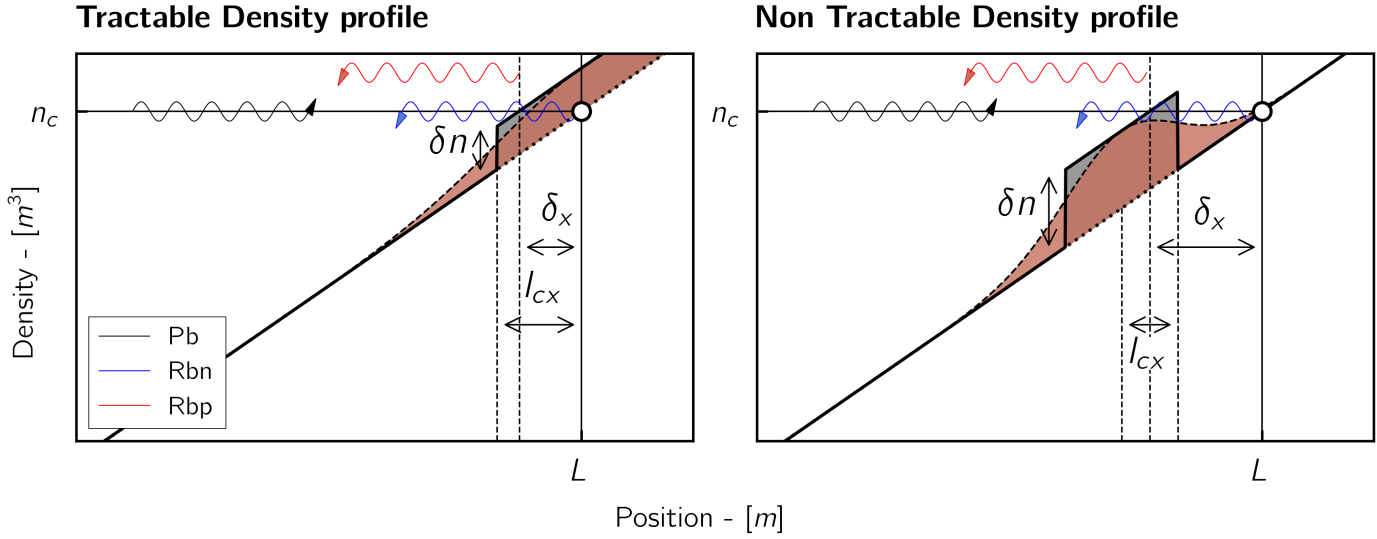 Tractable Density profile
Non Tractable Density profile
n_c
δn
δ_x
l_cx
Pb
Rbn
Rbp
L
n_c
δn
δ_x
l_cx
L
Density - [m³]
Position - [m]